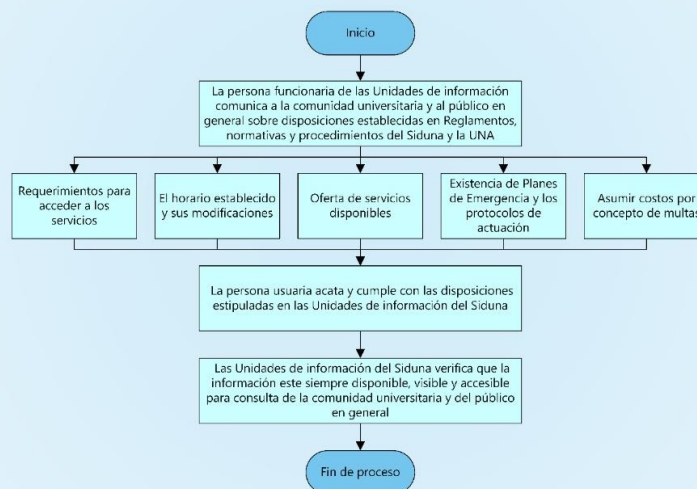 Inicio
La persona funcionaria de las Unidades de información
comunica a la comunidad universitaria y al público en
general sobre disposiciones establecidas en Reglamentos,
normativas y procedimientos del Siduna y la UNA
Requerimientos para
acceder a los
servicios
El horario establecido
y sus modificaciones
Oferta de servicios
disponibles
Existencia de Planes
de Emergencia y los
protocolos de
actuación
Asumir costos por
concepto de multas
La persona usuaria acata y cumple con las disposiciones
estipuladas en las Unidades de información del Siduna
Las Unidades de información del Siduna verifica que la
información este siempre disponible, visible y accesible
para consulta de la comunidad universitaria y del público
en general
Fin de proceso